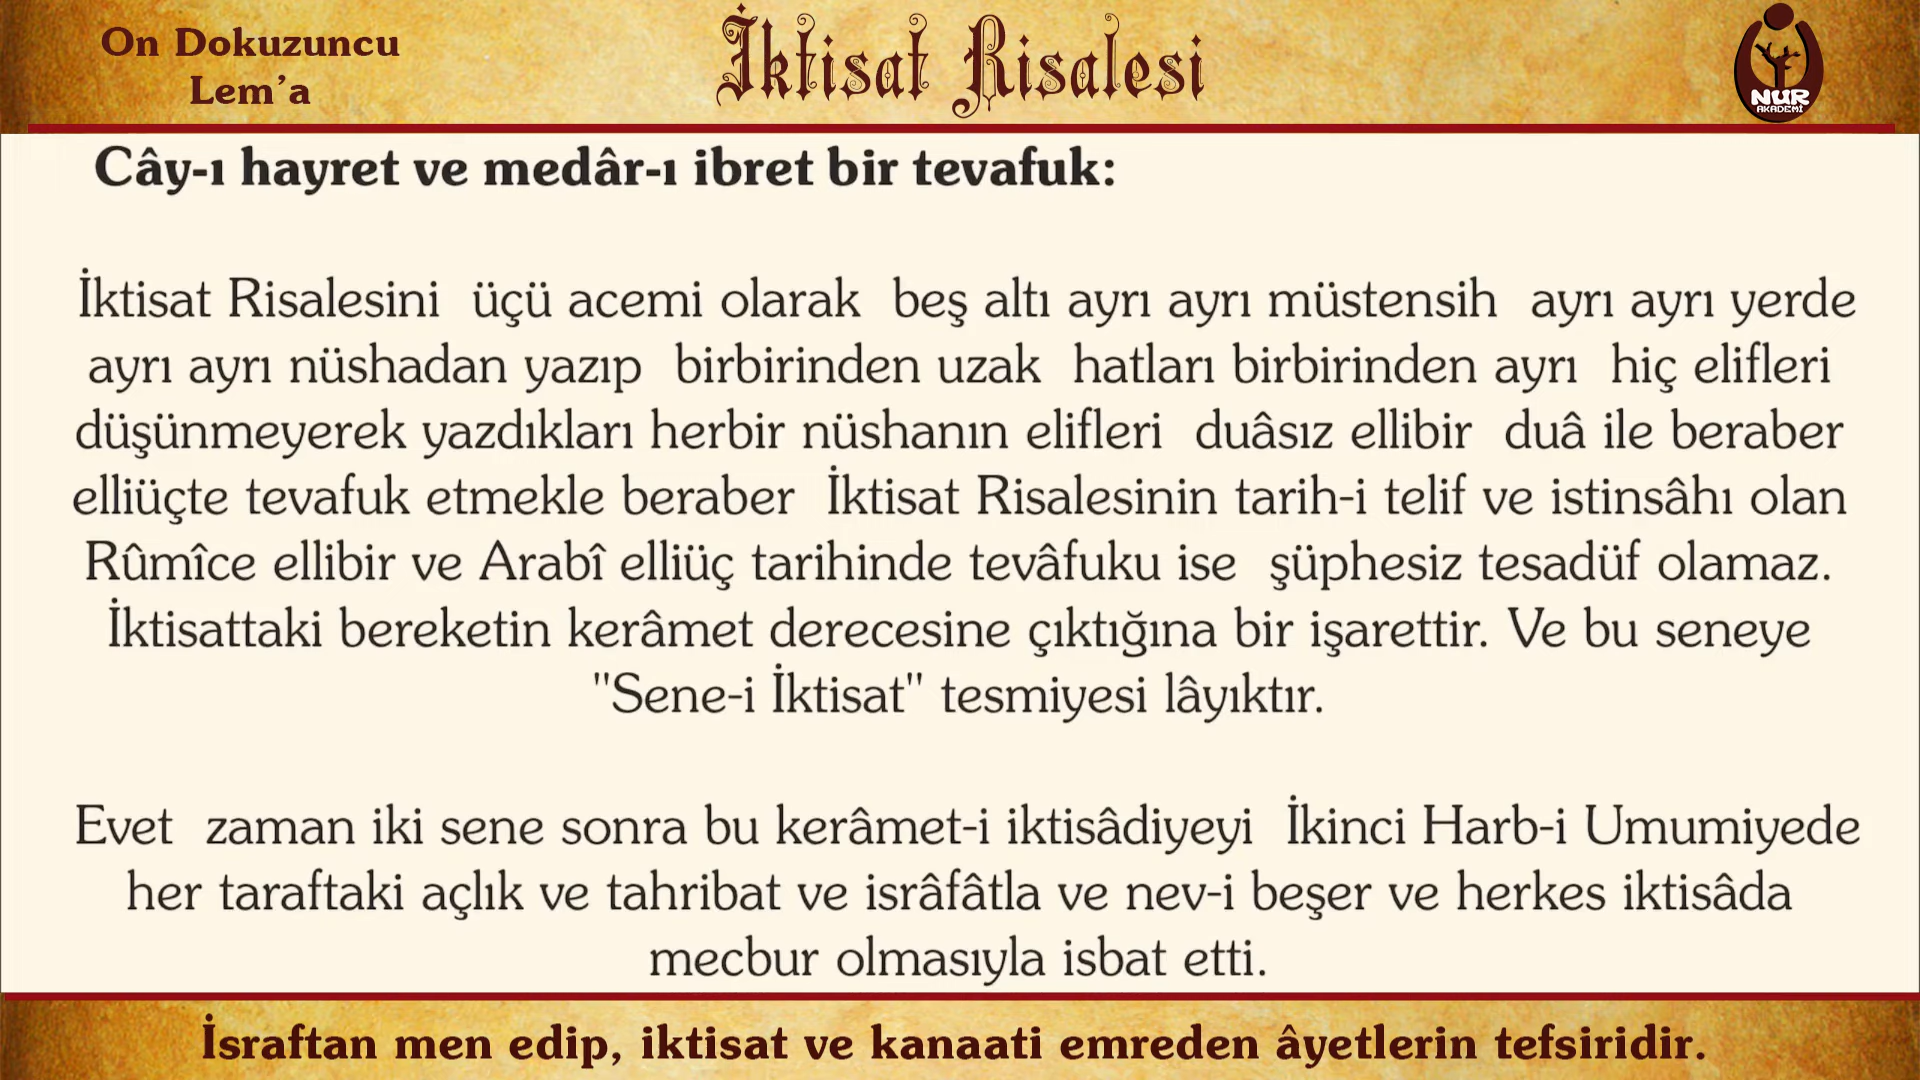 On Dokuzuncu
Lem'a
İktisat Risalesi
NUR
AKADEMİ
Cây-ı hayret ve medâr-ı ibret bir tevafuk:
İktisat Risalesini üçü acemi olarak beş altı ayrı ayrı müstensih ayrı ayrı yerde
ayrı ayrı nüshadan yazıp birbirinden uzak hatları birbirinden ayrı hiç elifleri
düşünmeyerek yazdıkları herbir nüshanın elifleri duâsız ellibir duâ ile beraber
elliüçte tevafuk etmekle beraber İktisat Risalesinin tarih-i telif ve istinsâhı olan
Rûmîce ellibir ve Arabî elliüç tarihinde tevâfuku ise şüphesiz tesadüf olamaz.
İktisattaki bereketin kerâmet derecesine çıktığına bir işarettir. Ve bu seneye
"Sene-i İktisat" tesmiyesi lâyıktır.
Evet zaman iki sene sonra bu kerâmet-i iktisâdiyeyi İkinci Harb-i Umumiyede
her taraftaki açlık ve tahribat ve isrâfâtla ve nev-i beşer ve herkes iktisâda
mecbur olmasıyla isbat etti.
İsraftan men edip, iktisat ve kanaati emreden âyetlerin tefsiridir.